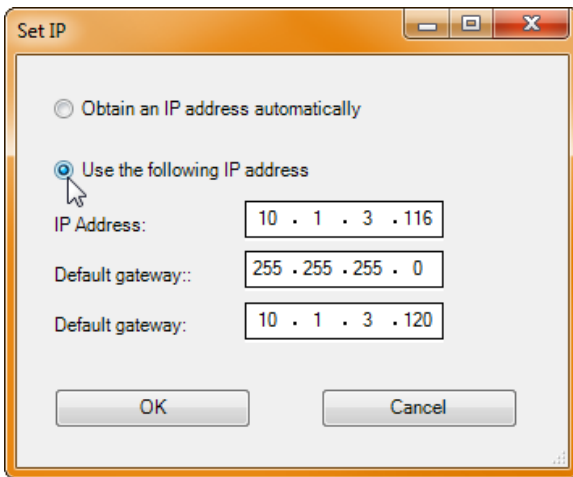 Set IP
Obtain an IP address automatically
Use the following IP address
IP Address: 10 . 1 . 3 . 116
Default gateway:: 255 . 255 . 255 . 0
Default gateway: 10 . 1 . 3 . 120
OK Cancel